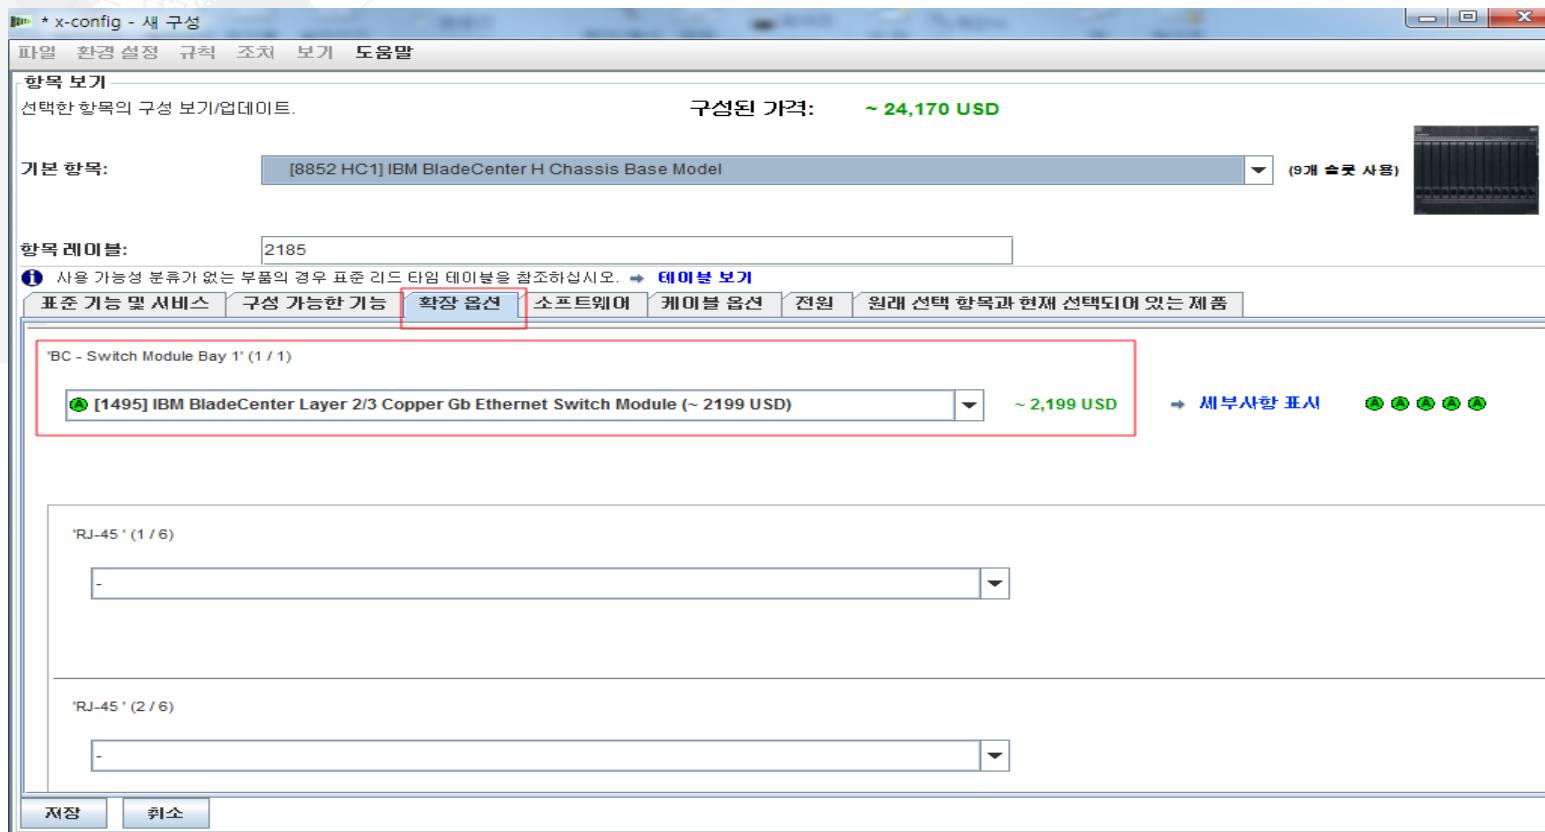 * x-config - 새 구성
파일 환경 설정 규칙 조치 보기 도움말
항목 보기
선택한 항목의 구성 보기/업데이트. 구성된 가격: ~ 24,170 USD
기본 항목: [8852 HC1] IBM BladeCenter H Chassis Base Model (9개 슬롯 사용)
항목 레이블: 2185
사용 가능성 분류가 없는 부품의 경우 표준 리드 타임 테이블을 참조하십시오. 테이블 보기
표준 기능 및 서비스 구성 가능한 기능 확장 옵션 소프트웨어 케이블 옵션 전원 원래 선택 항목과 현재 선택되어 있는 제품
'BC - Switch Module Bay 1' (1 / 1)
A [1495] IBM BladeCenter Layer 2/3 Copper Gb Ethernet Switch Module (~ 2199 USD) ~ 2,199 USD 세부사항 표시 A A A A A
'RJ-45 ' (1 / 6)
-
'RJ-45 ' (2 / 6)
-
저장 취소